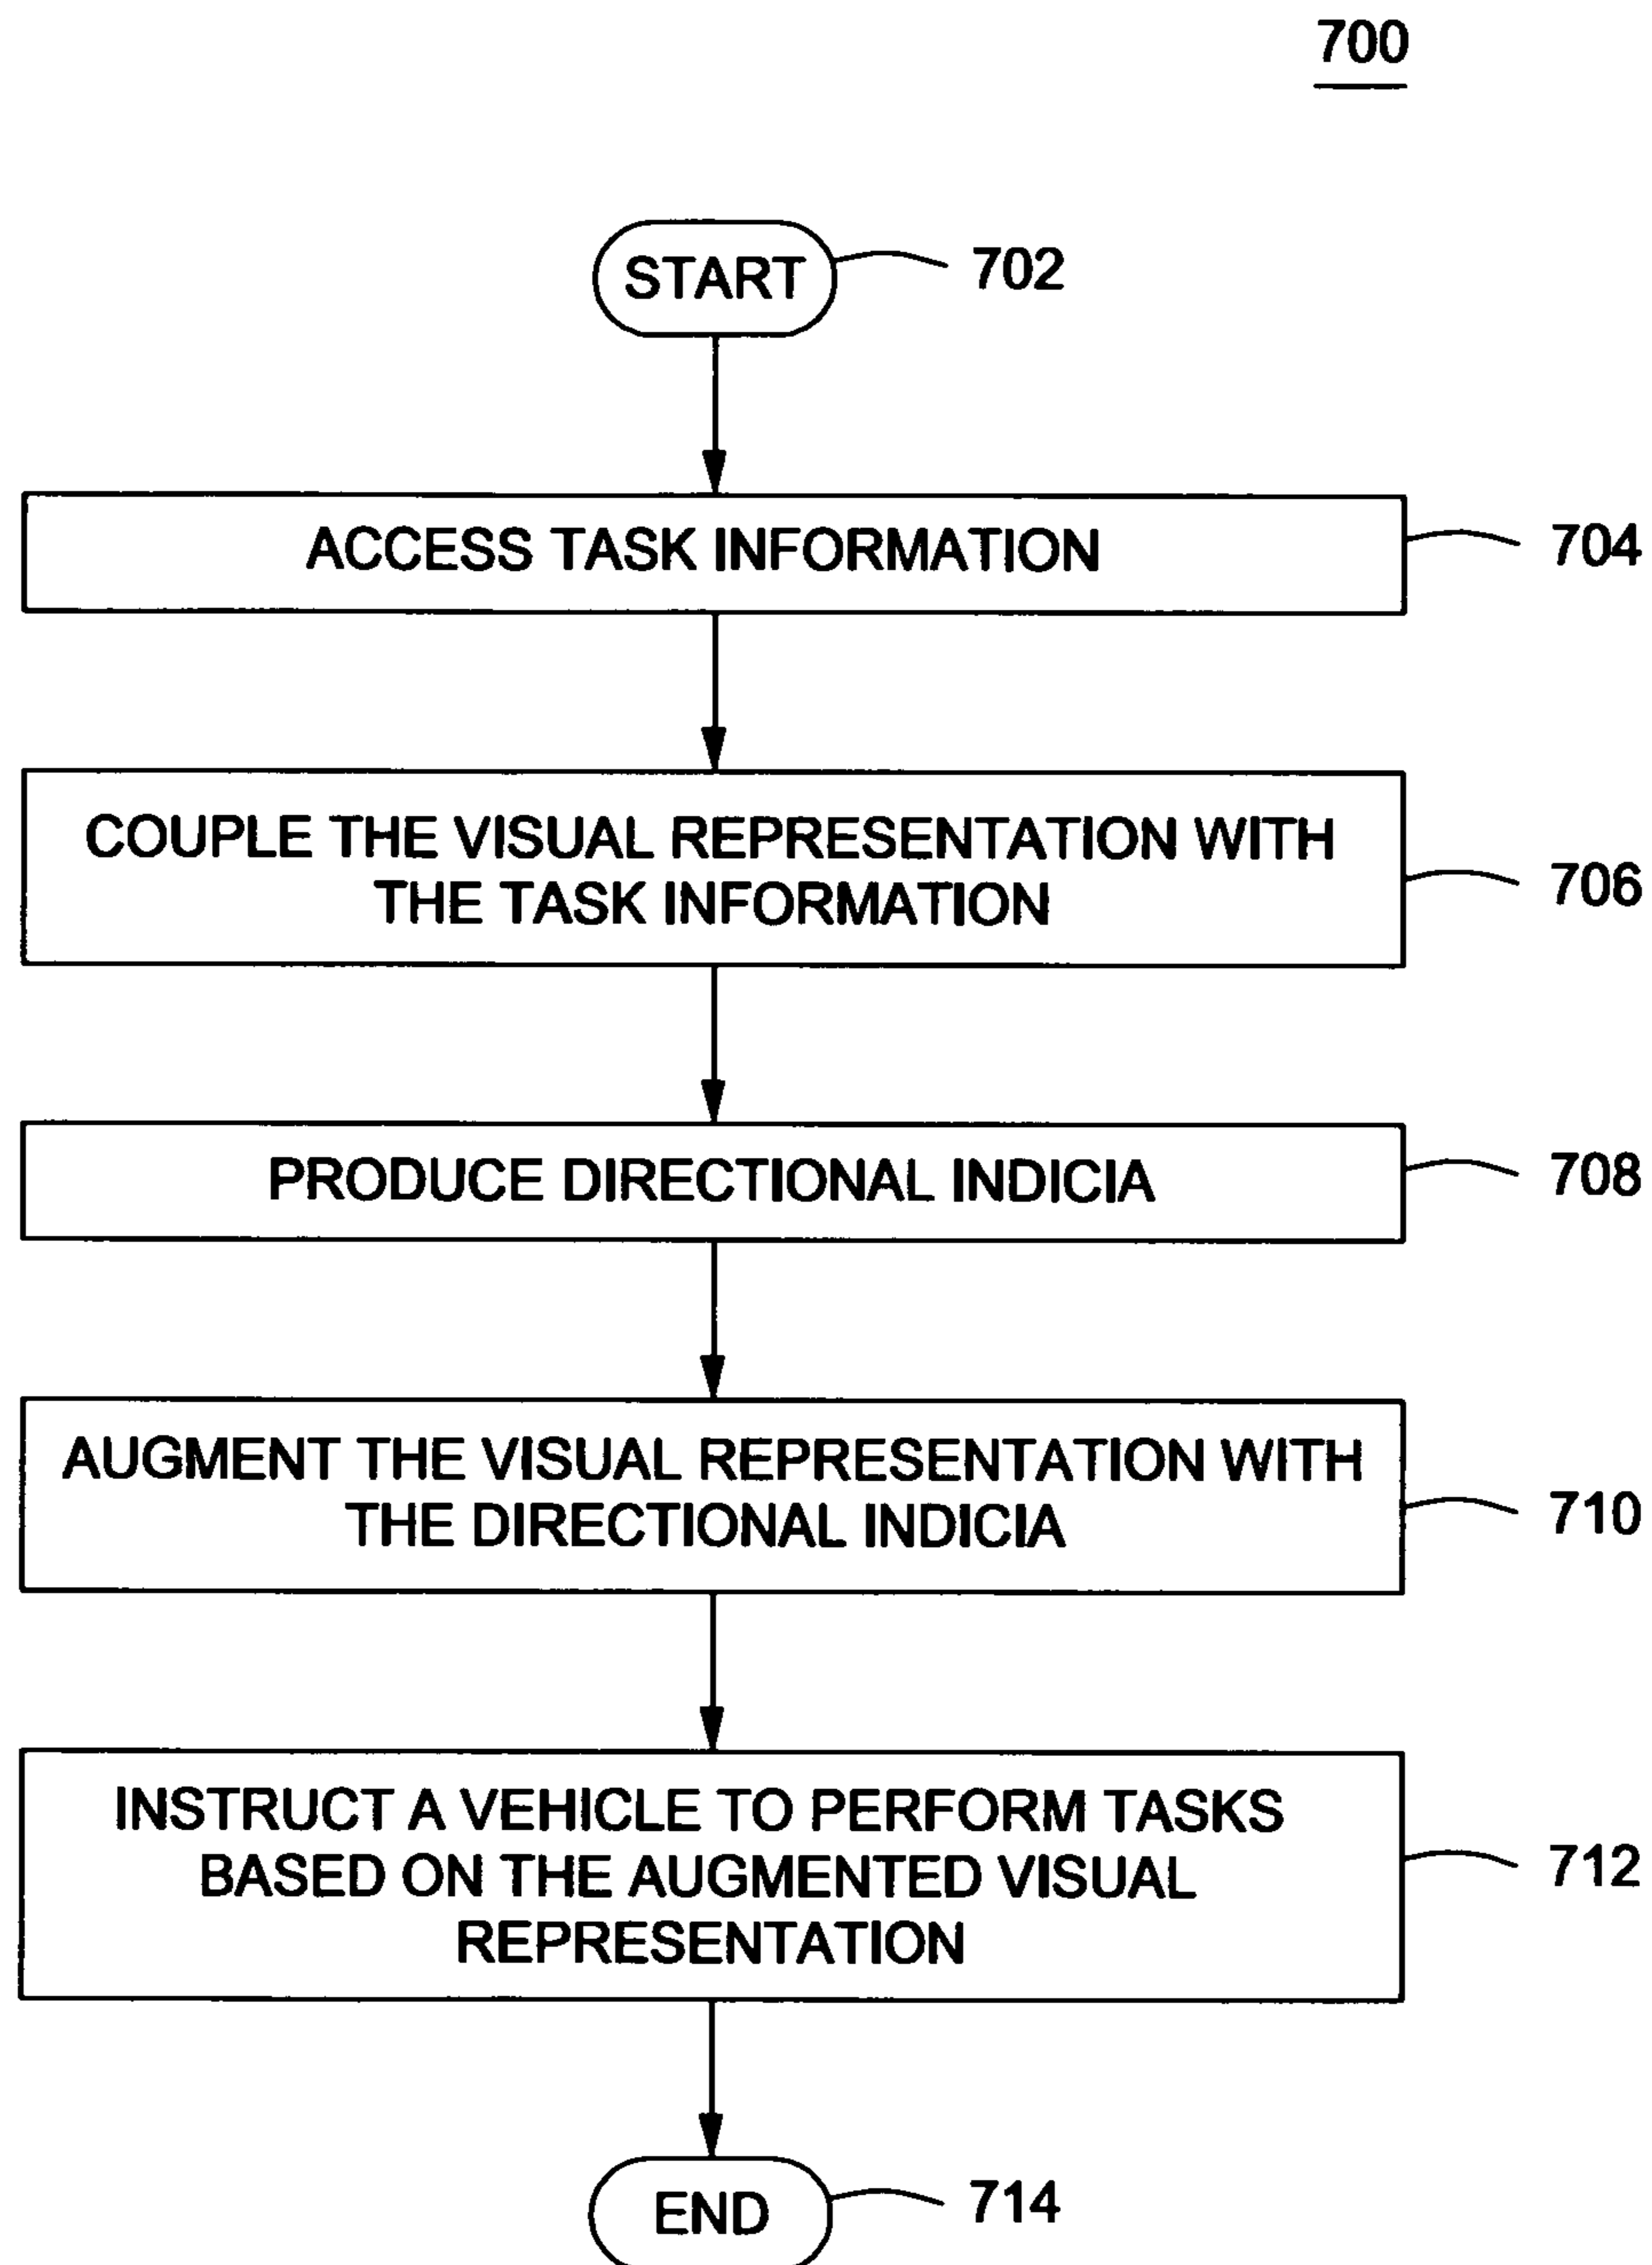 700
START
702
ACCESS TASK INFORMATION
704
COUPLE THE VISUAL REPRESENTATION WITH
THE TASK INFORMATION
706
PRODUCE DIRECTIONAL INDICIA
708
AUGMENT THE VISUAL REPRESENTATION WITH
THE DIRECTIONAL INDICIA
710
INSTRUCT A VEHICLE TO PERFORM TASKS
BASED ON THE AUGMENTED VISUAL
REPRESENTATION
712
END
714